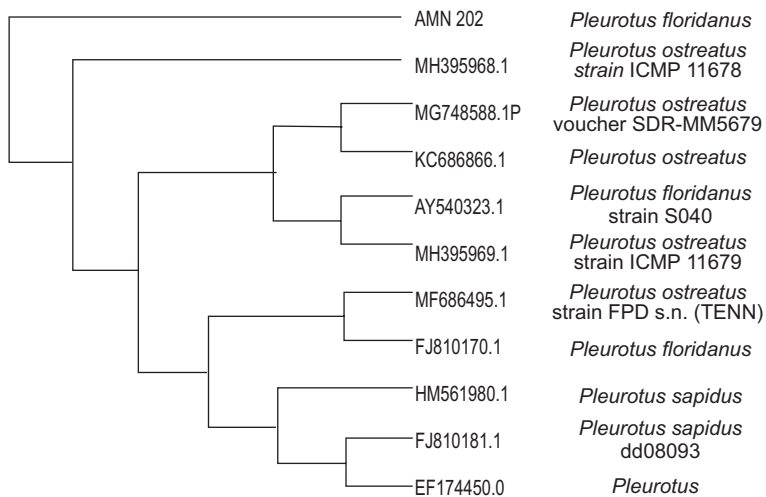 AMN 202 Pleurotus floridanus
MH395968.1 Pleurotus ostreatus
strain ICMP 11678
MG748588.1P Pleurotus ostreatus
voucher SDR-MM5679
KC686866.1 Pleurotus ostreatus
AY540323.1 Pleurotus floridanus
strain S040
MH395969.1 Pleurotus ostreatus
strain ICMP 11679
MF686495.1 Pleurotus ostreatus
strain FPD s.n. (TENN)
FJ810170.1 Pleurotus floridanus
HM561980.1 Pleurotus sapidus
FJ810181.1 Pleurotus sapidus
dd08093
EF174450.0 Pleurotus